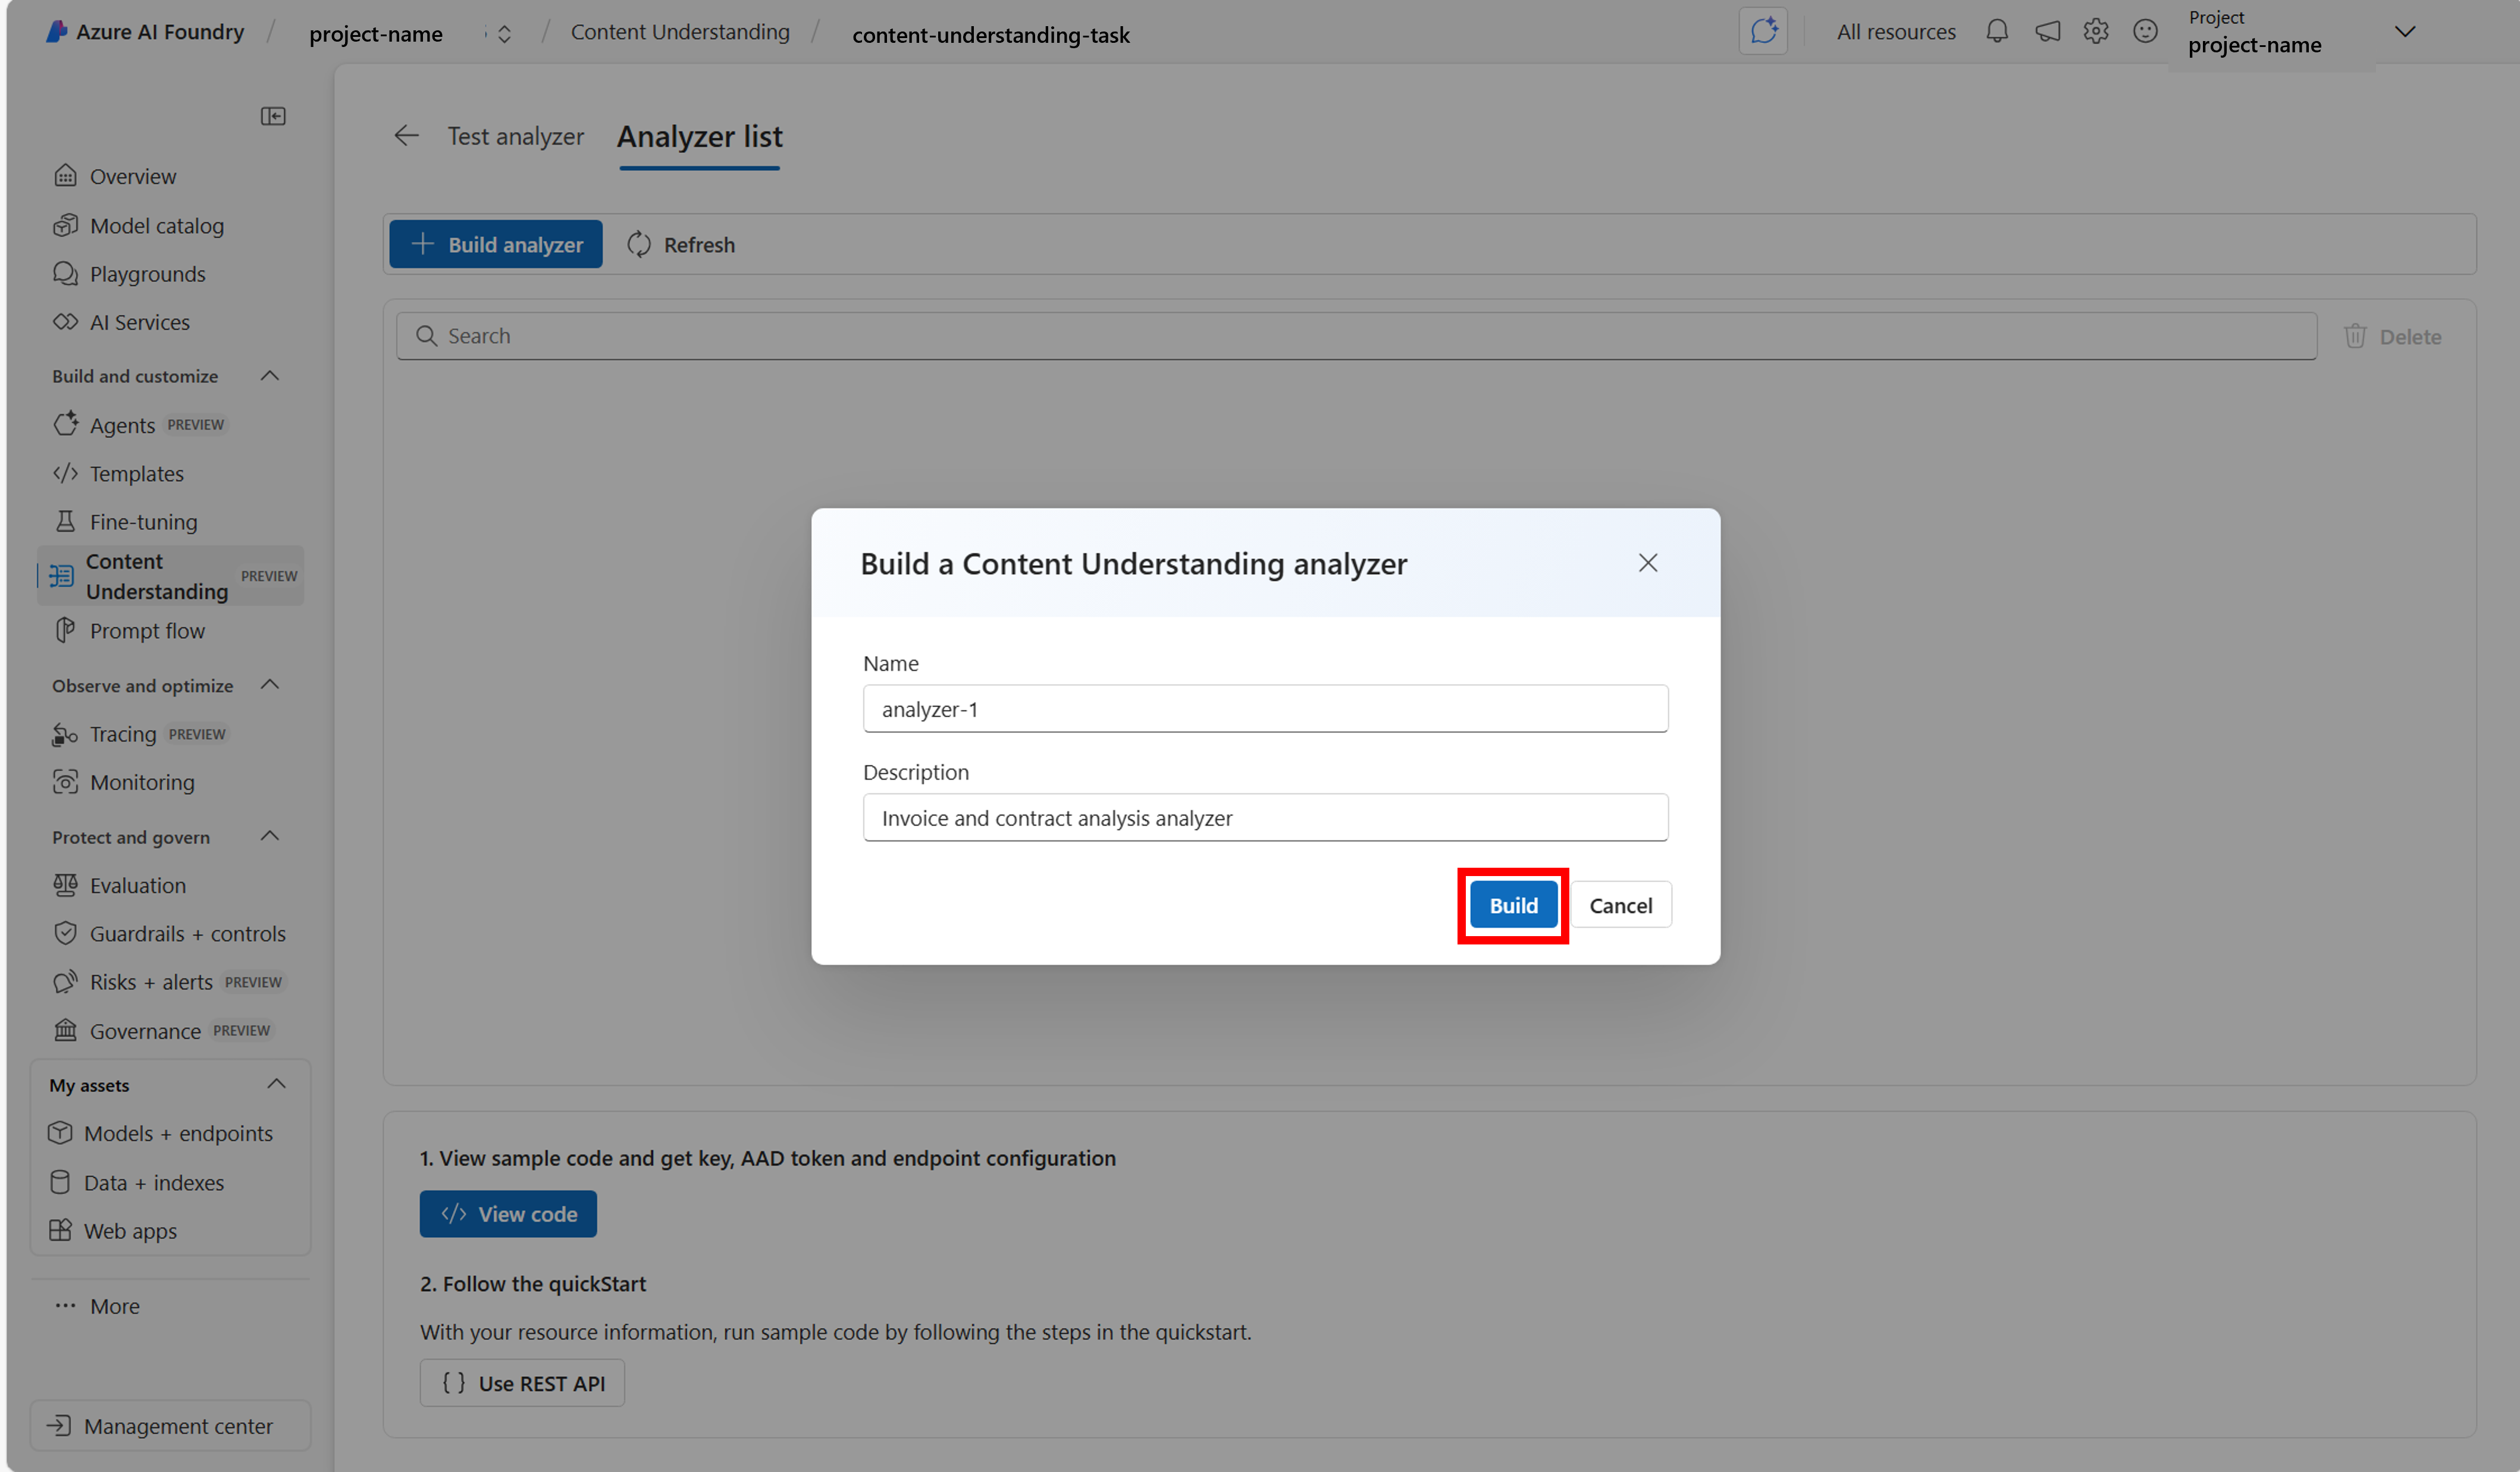 Azure AI Foundry / project-name / Content Understanding / content-understanding-task
All resources
Project
project-name
Overview
Model catalog
Playgrounds
AI Services
Build and customize
Agents PREVIEW
Templates
Fine-tuning
Content
Understanding PREVIEW
Prompt flow
Observe and optimize
Tracing PREVIEW
Monitoring
Protect and govern
Evaluation
Guardrails + controls
Risks + alerts PREVIEW
Governance PREVIEW
My assets
Models + endpoints
Data + indexes
Web apps
More
Management center
Test analyzer Analyzer list
Build analyzer Refresh
Search Delete
Build a Content Understanding analyzer
Name
analyzer-1
Description
Invoice and contract analysis analyzer
Build Cancel
1. View sample code and get key, AAD token and endpoint configuration
</> View code
2. Follow the quickStart
With your resource information, run sample code by following the steps in the quickstart.
{ } Use REST API